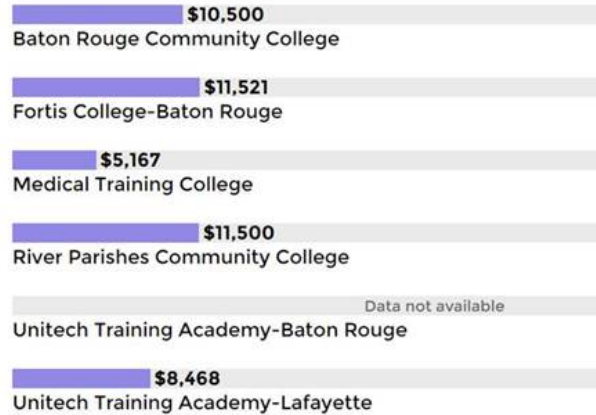 $10,500
Baton Rouge Community College
$11,521
Fortis College-Baton Rouge
$5,167
Medical Training College
$11,500
River Parishes Community College
Data not available
Unitech Training Academy-Baton Rouge
$8,468
Unitech Training Academy-Lafayette